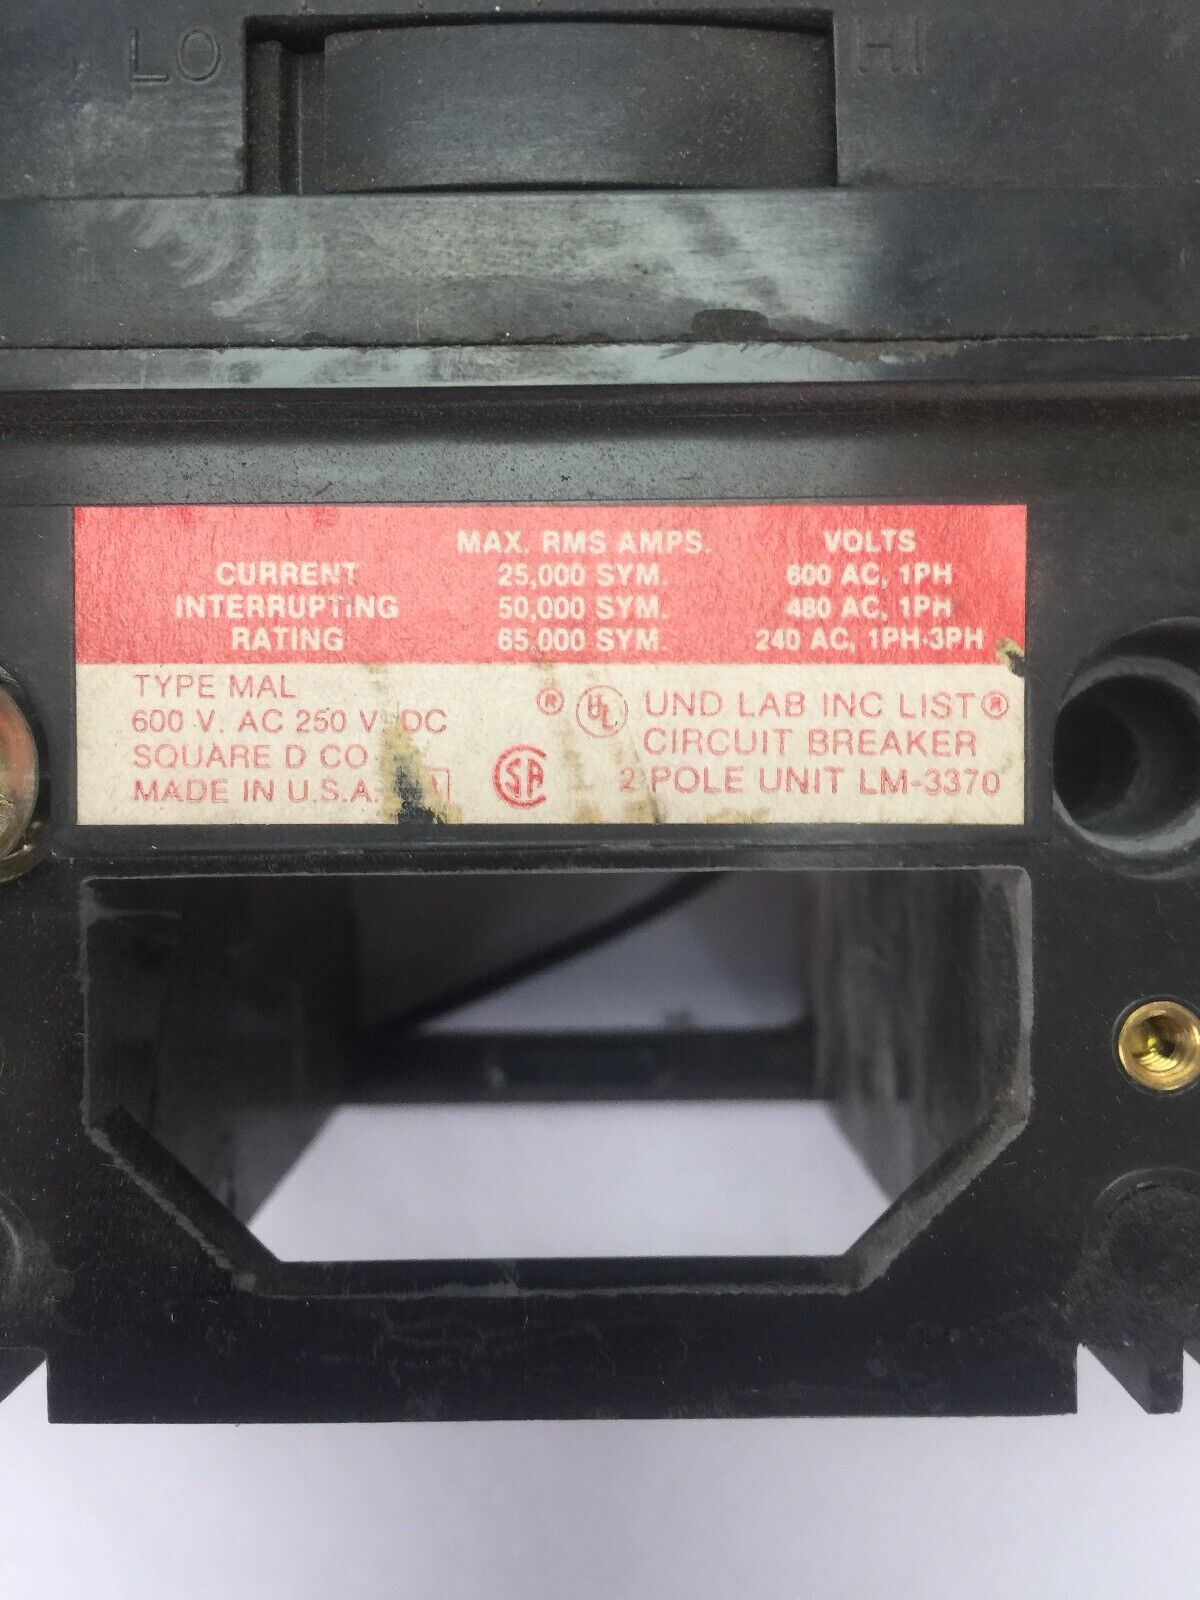 LO HI
MAX. RMS AMPS. VOLTS
CURRENT 25,000 SYM. 600 AC, 1PH
INTERRUPTING 50,000 SYM. 480 AC, 1PH
RATING 65,000 SYM. 240 AC, 1PH-3PH
TYPE MAL ® UL UND LAB INC LIST ®
600 V. AC 250 V. DC CIRCUIT BREAKER
SQUARE D CO 2 POLE UNIT LM-3370
MADE IN U.S.A. SA